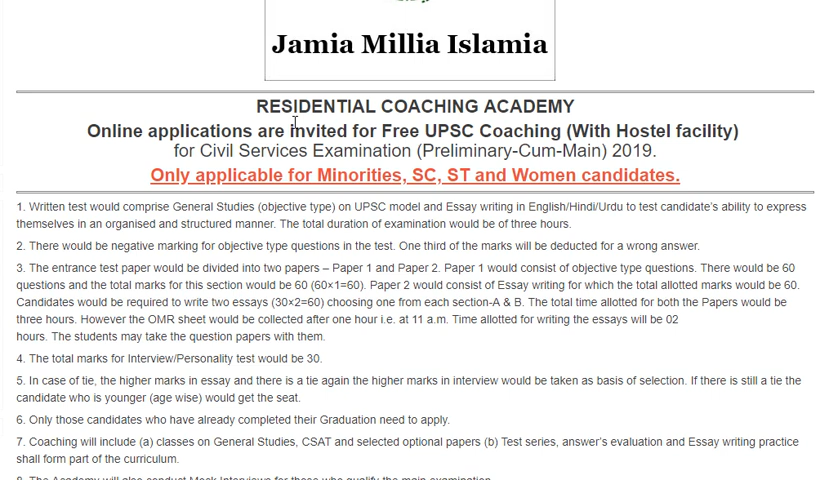 Jamia Millia Islamia
RESIDENTIAL COACHING ACADEMY
Online applications are invited for Free UPSC Coaching (With Hostel facility)
for Civil Services Examination (Preliminary-Cum-Main) 2019.
Only applicable for Minorities, SC, ST and Women candidates.
1. Written test would comprise General Studies (objective type) on UPSC model and Essay writing in English/Hindi/Urdu to test candidate's ability to express
themselves in an organised and structured manner. The total duration of examination would be of three hours.
2. There would be negative marking for objective type questions in the test. One third of the marks will be deducted for a wrong answer.
3. The entrance test paper would be divided into two papers – Paper 1 and Paper 2. Paper 1 would consist of objective type questions. There would be 60
questions and the total marks for this section would be 60 (60×1=60). Paper 2 would consist of Essay writing for which the total allotted marks would be 60.
Candidates would be required to write two essays (30×2=60) choosing one from each section-A & B. The total time allotted for both the Papers would be
three hours. However the OMR sheet would be collected after one hour i.e. at 11 a.m. Time allotted for writing the essays will be 02
hours. The students may take the question papers with them.
4. The total marks for Interview/Personality test would be 30.
5. In case of tie, the higher marks in essay and there is a tie again the higher marks in interview would be taken as basis of selection. If there is still a tie the
candidate who is younger (age wise) would get the seat.
6. Only those candidates who have already completed their Graduation need to apply.
7. Coaching will include (a) classes on General Studies, CSAT and selected optional papers (b) Test series, answer's evaluation and Essay writing practice
shall form part of the curriculum.
8. The Academy will also conduct Mock Interviews for those who qualify the main examination.